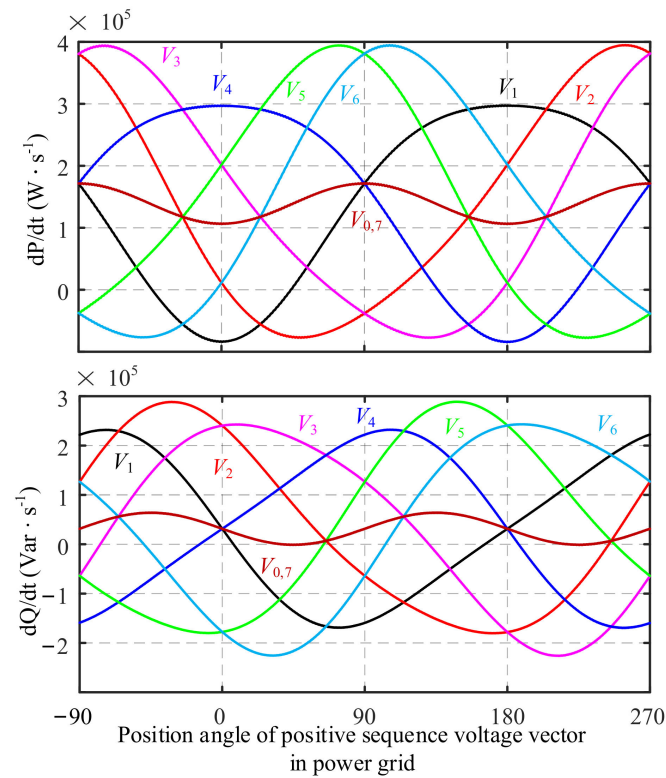 × 10⁵
4
3
2
1
0
dP/dt (W · s⁻¹)
V₃
V₄
V₅
V₆
V₁
V₂
V₀,₇
× 10⁵
3
2
1
0
−1
−2
dQ/dt (Var · s⁻¹)
V₁
V₂
V₃
V₄
V₅
V₆
V₀,₇
−90 0 90 180 270
Position angle of positive sequence voltage vector
in power grid